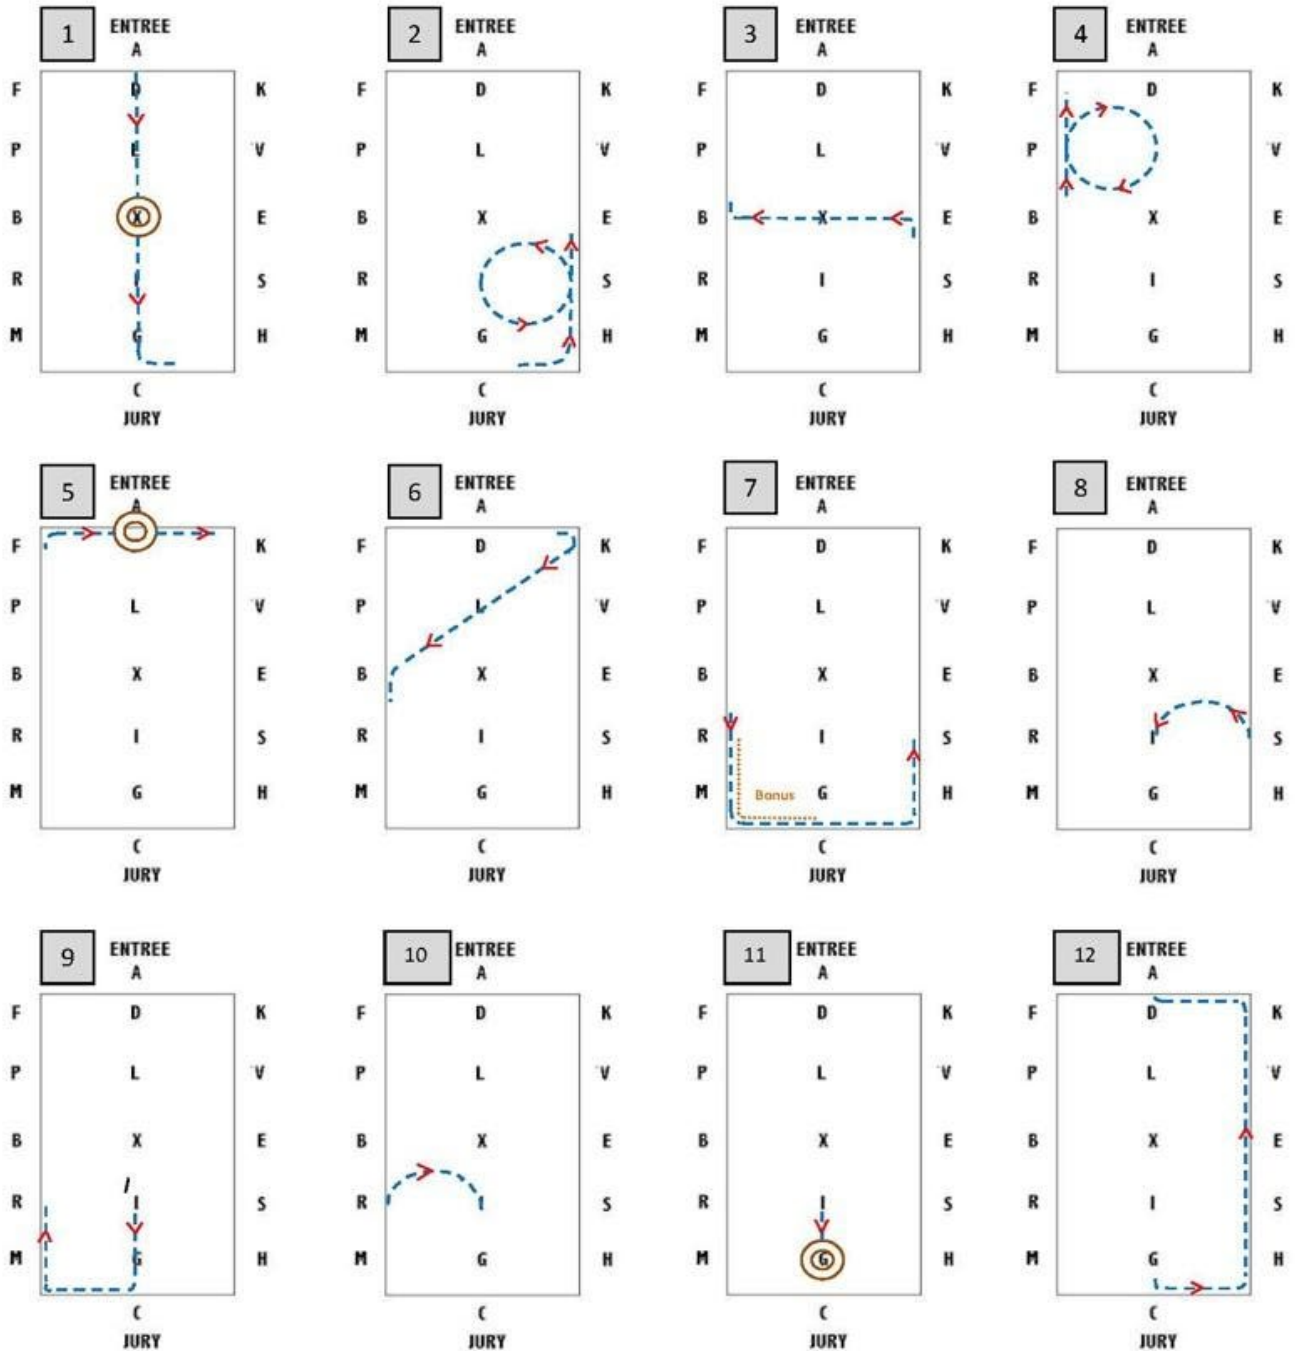 1 ENTREE 2 ENTREE 3 ENTREE 4 ENTREE
A A A A
F D K F D K F D K F D K
P L V P L V P L V P L V
B X E B X E B X E B X E
R I S R I S R I S R I S
M G H M G H M G H M G H
C C C C
JURY JURY JURY JURY
5 ENTREE 6 ENTREE 7 ENTREE 8 ENTREE
A A A A
F K F D K F D K F D K
P L V P L V P L V P L V
B X E B X E B X E B X E
R I S R I S R I S R I S
M G H M G H M Bonus G H M G H
C C C C
JURY JURY JURY JURY
9 ENTREE 10 ENTREE 11 ENTREE 12 ENTREE
A A A A
F D K F D K F D K F D K
P L V P L V P L V P L V
B X E B X E B X E B X E
/
R I S R I S R I S R I S
M G H M G H M G H M G H
C C C C
JURY JURY JURY JURY